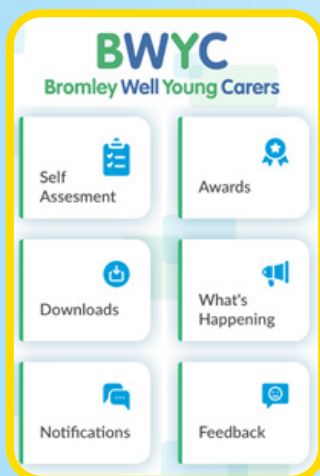 BWYC
Bromley Well Young Carers
Self
Assesment
Awards
Downloads
What's
Happening
Notifications
Feedback